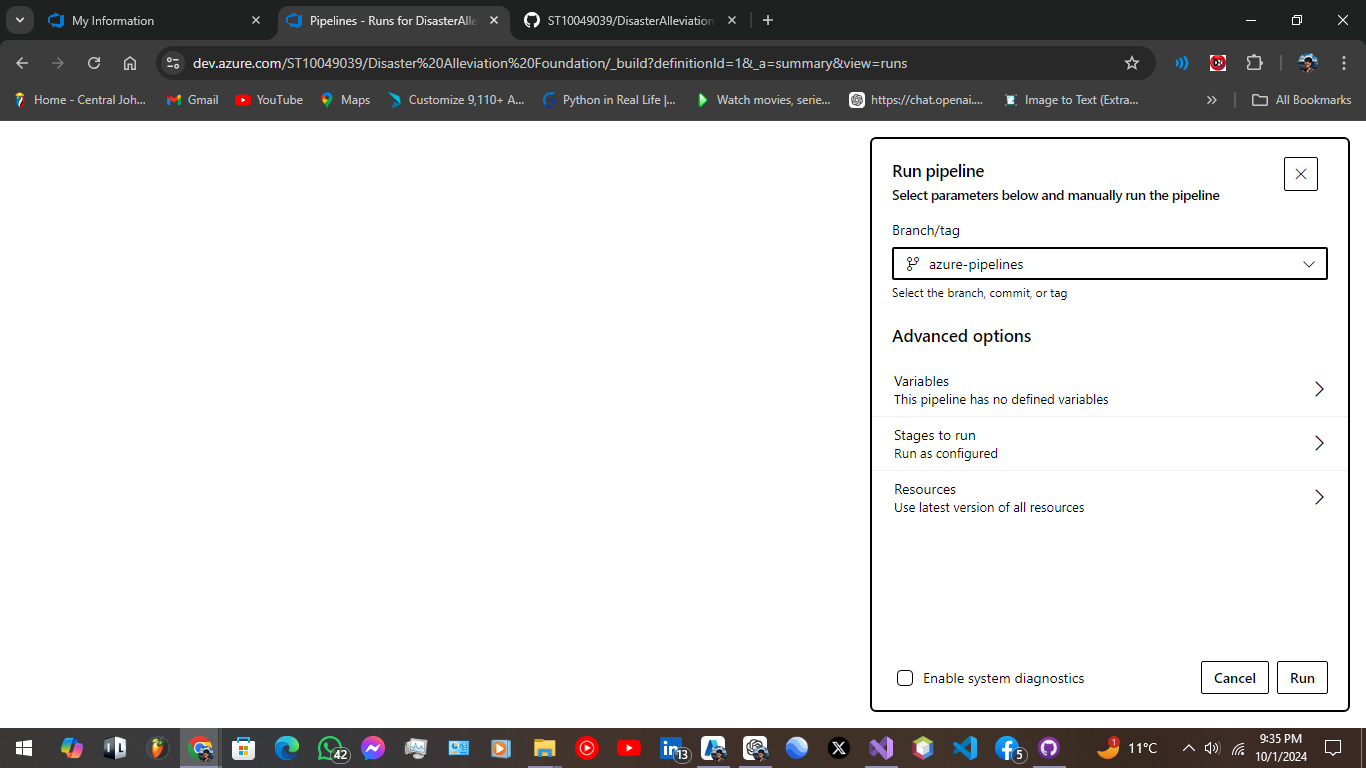 My Information
Pipelines - Runs for DisasterAlle
ST10049039/DisasterAlleviation
dev.azure.com/ST10049039/Disaster%20Alleviation%20Foundation/_build?definitionId=1&_a=summary&view=runs
Home - Central Joh...
Gmail
YouTube
Maps
Customize 9,110+ A...
Python in Real Life |...
Watch movies, serie...
https://chat.openai....
Image to Text (Extra...
All Bookmarks
Run pipeline
Select parameters below and manually run the pipeline
Branch/tag
azure-pipelines
Select the branch, commit, or tag
Advanced options
Variables
This pipeline has no defined variables
Stages to run
Run as configured
Resources
Use latest version of all resources
Enable system diagnostics
Cancel
Run
42
13
5
1
11°C
9:35 PM
10/1/2024